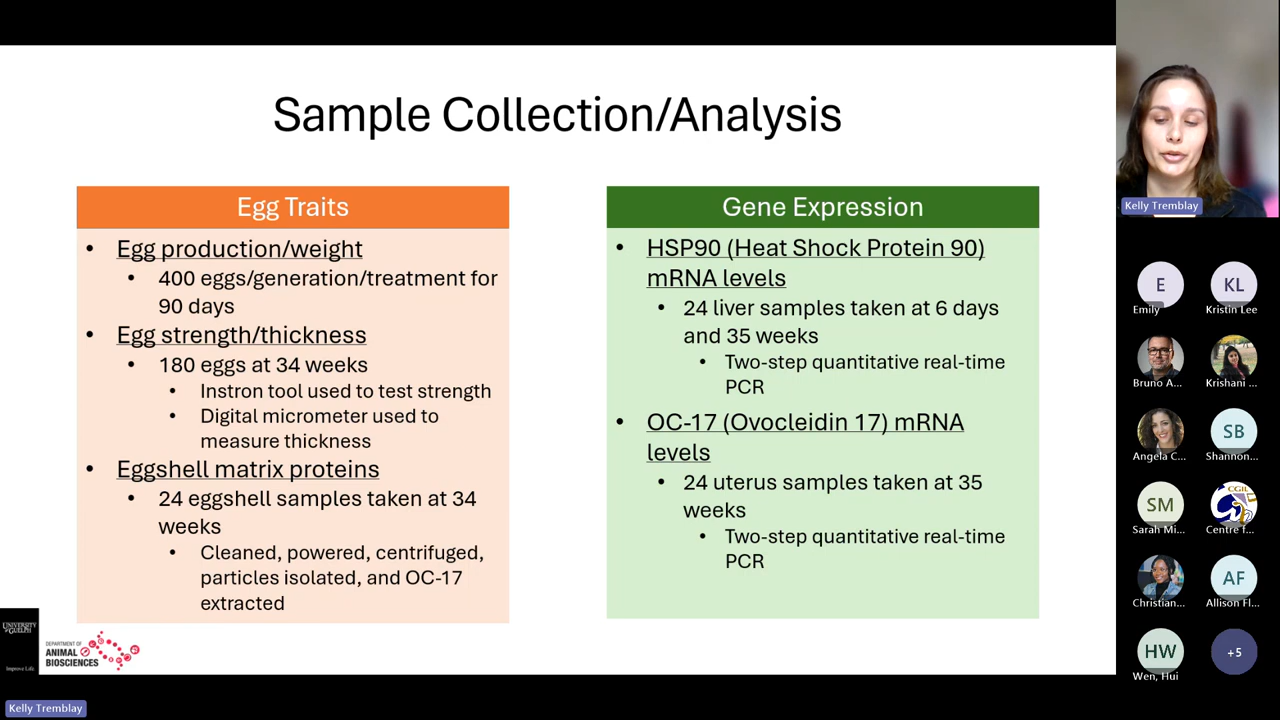 Sample Collection/Analysis
Egg Traits
• Egg production/weight
• 400 eggs/generation/treatment for
90 days
• Egg strength/thickness
• 180 eggs at 34 weeks
• Instron tool used to test strength
• Digital micrometer used to
measure thickness
• Eggshell matrix proteins
• 24 eggshell samples taken at 34
weeks
• Cleaned, powered, centrifuged,
particles isolated, and OC-17
extracted
Gene Expression
• HSP90 (Heat Shock Protein 90)
mRNA levels
• 24 liver samples taken at 6 days
and 35 weeks
• Two-step quantitative real-time
PCR
• OC-17 (Ovocleidin 17) mRNA
levels
• 24 uterus samples taken at 35
weeks
• Two-step quantitative real-time
PCR
UNIVERSITY
of GUELPH
Improve Life
DEPARTMENT OF
ANIMAL
BIOSCIENCES
Kelly Tremblay
Kelly Tremblay
E
Emily
KL
Kristin Lee
Bruno A...
Krishani ...
Angela C...
SB
Shannon...
SM
Sarah Mi...
CGIL
Centre f...
Christian...
AF
Allison Fl...
HW
Wen, Hui
+5